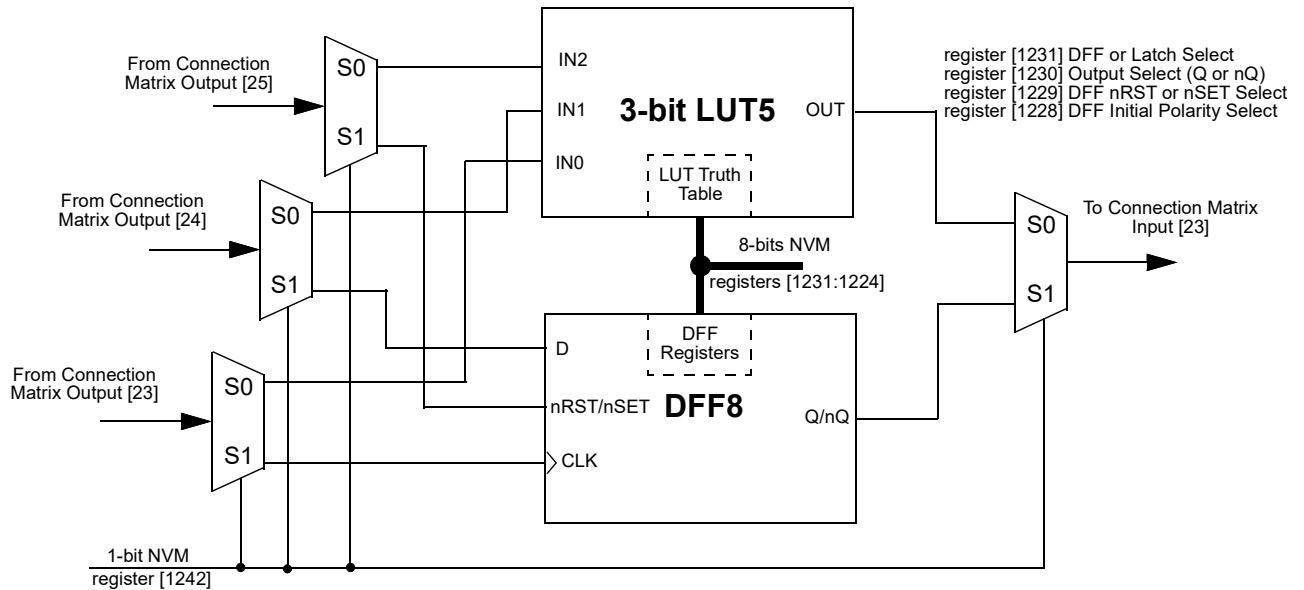 From Connection
Matrix Output [25]
S0
S1
IN2
IN1
IN0
3-bit LUT5
OUT
LUT Truth
Table
register [1231] DFF or Latch Select
register [1230] Output Select (Q or nQ)
register [1229] DFF nRST or nSET Select
register [1228] DFF Initial Polarity Select
From Connection
Matrix Output [24]
S0
S1
8-bits NVM
registers [1231:1224]
S0
S1
To Connection Matrix
Input [23]
From Connection
Matrix Output [23]
S0
S1
DFF
Registers
D
nRST/nSET
CLK
DFF8
Q/nQ
1-bit NVM
register [1242]